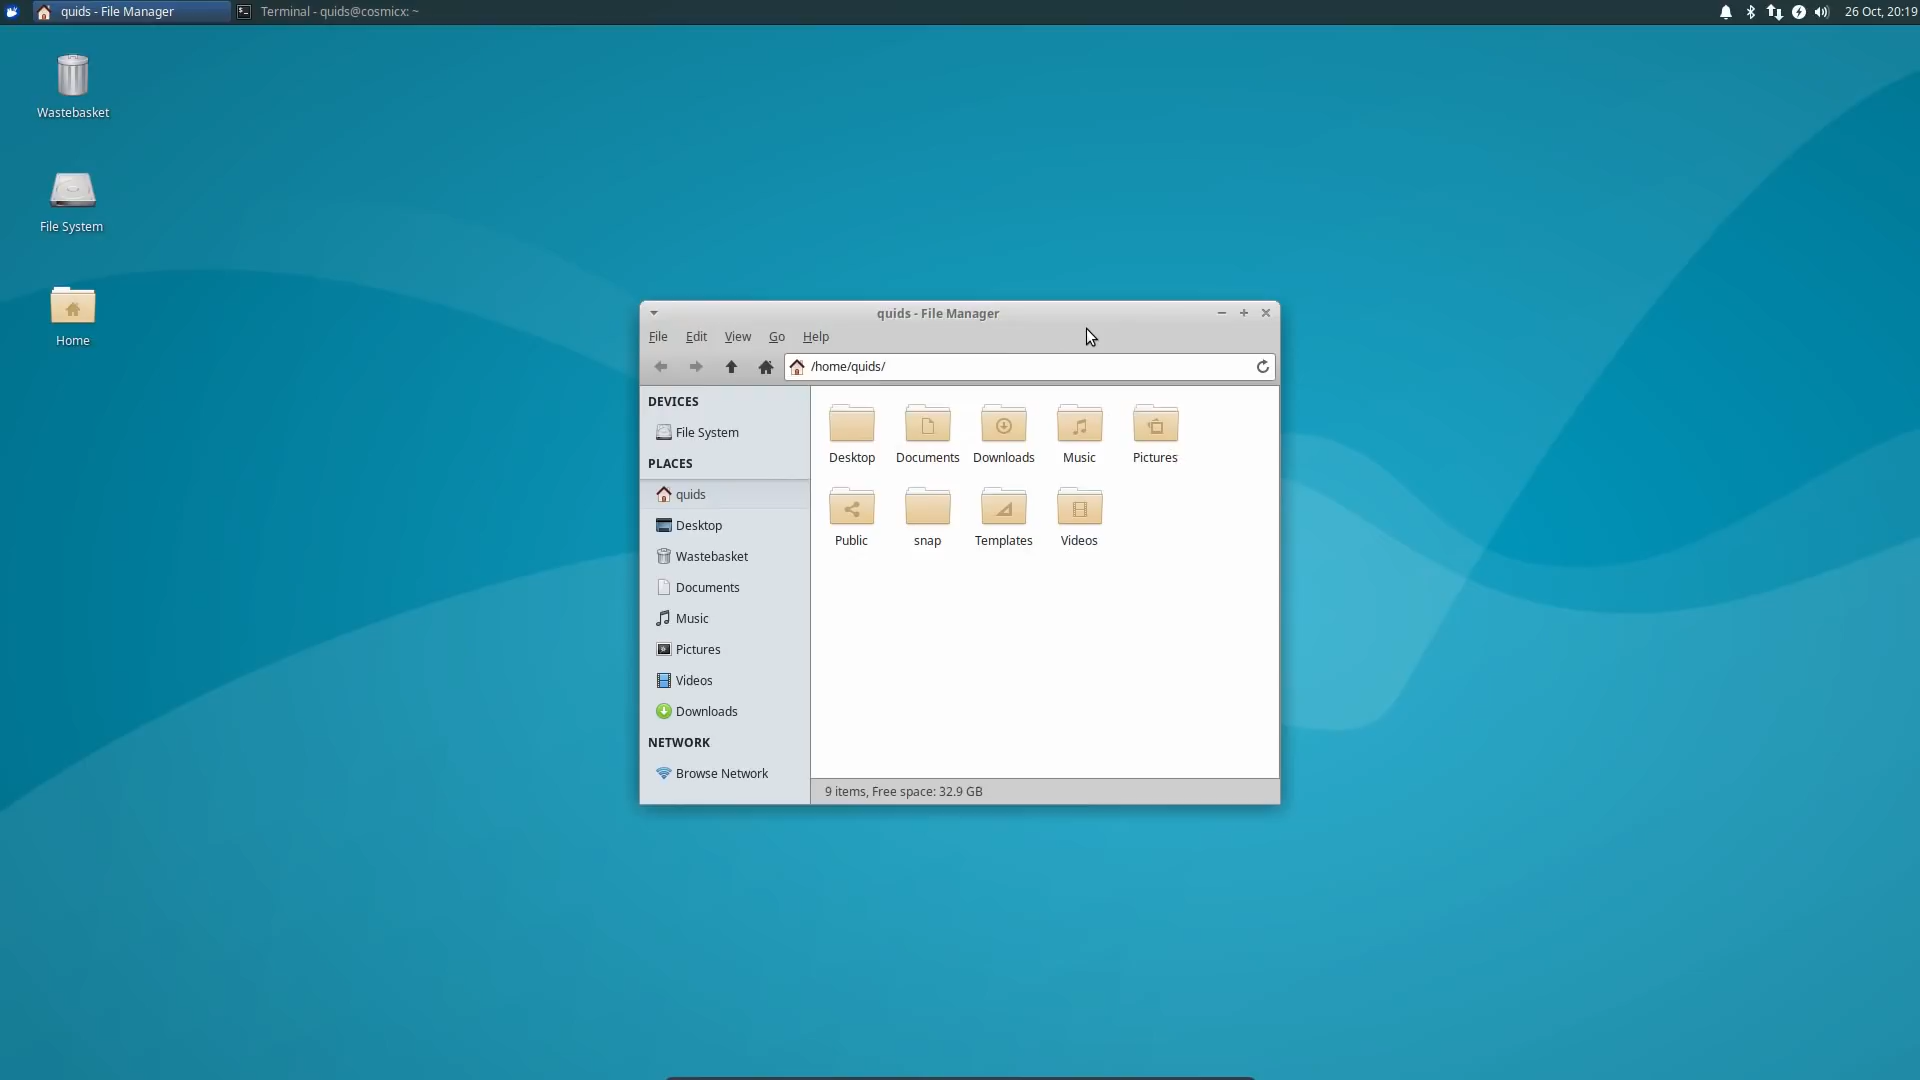 quids - File Manager
Terminal - quids@cosmicx: ~
26 Oct, 20:19
Wastebasket
File System
Home
quids - File Manager
File Edit View Go Help
/home/quids/
DEVICES
File System
PLACES
quids
Desktop
Wastebasket
Documents
Music
Pictures
Videos
Downloads
NETWORK
Browse Network
Desktop Documents Downloads Music Pictures
Public snap Templates Videos
9 items, Free space: 32.9 GB